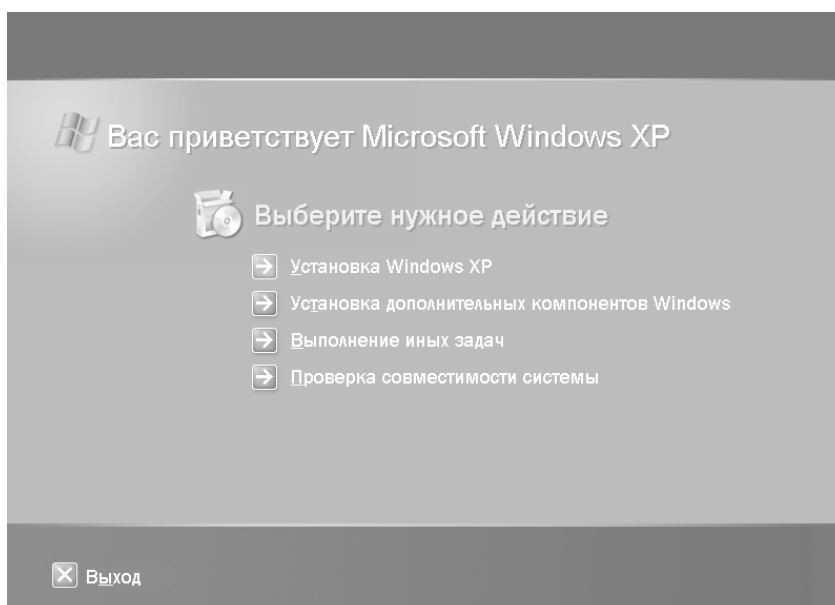 Вас приветствует Microsoft Windows XP
Выберите нужное действие
Установка Windows XP
Установка дополнительных компонентов Windows
Выполнение иных задач
Проверка совместимости системы
Выход